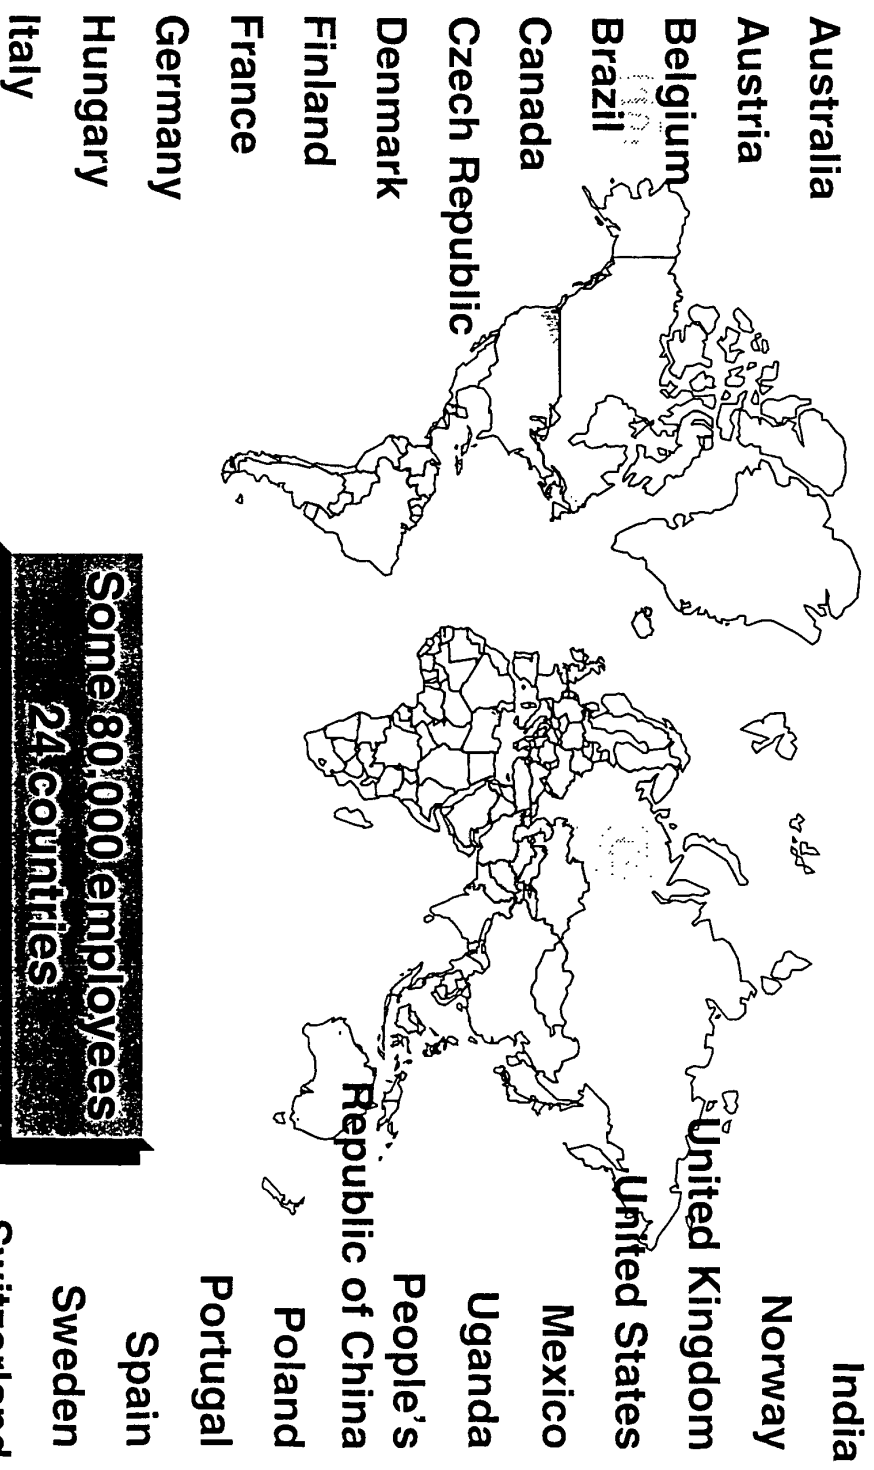 Australia
Austria
Belgium
Brazil
Canada
Czech Republic
Denmark
Finland
France
Germany
Hungary
Italy
India
Norway
United Kingdom
United States
Mexico
Uganda
People's
Republic of China
Poland
Portugal
Spain
Sweden
Switzerland
Some 80,000 employees
24 countries